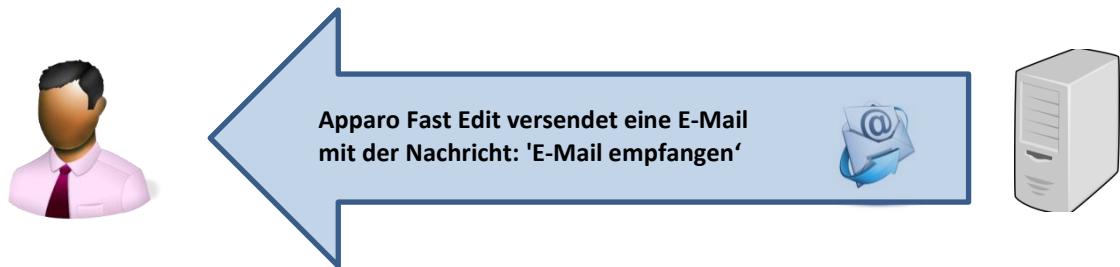 Apparo Fast Edit versendet eine E-Mail
mit der Nachricht: 'E-Mail empfangen‘